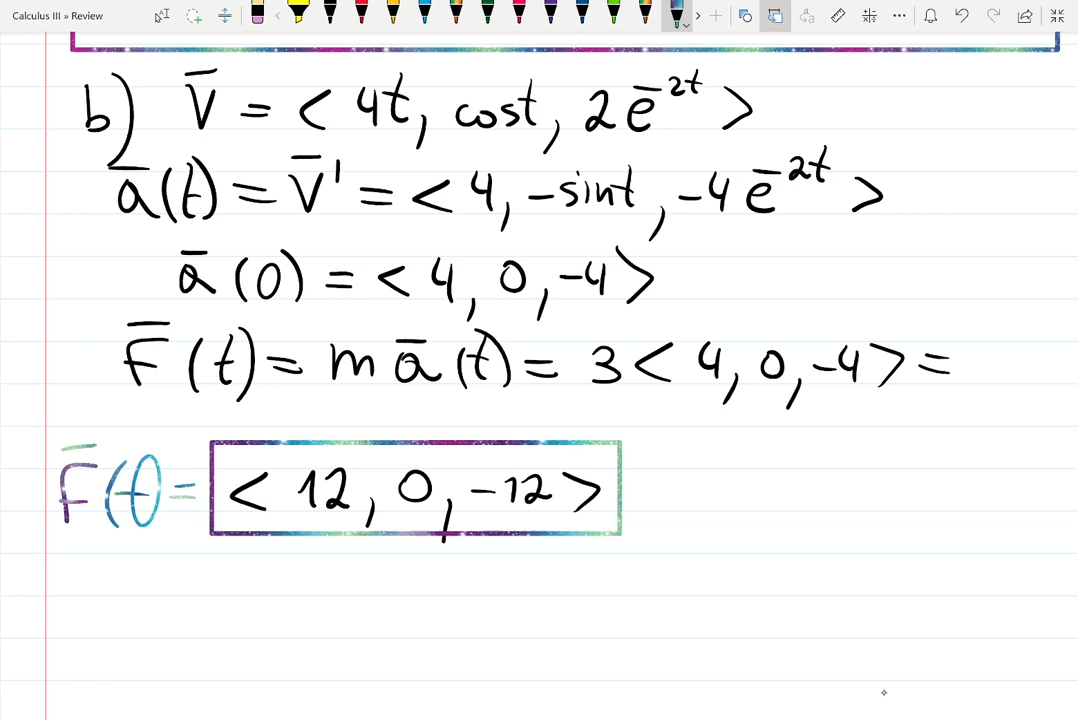 Calculus III » Review
b) v̅ = < 4t, cost, 2e^{-2t} >
a̅(t) = v̅' = < 4, -sint, -4e^{-2t} >
a̅(0) = < 4, 0, -4 >
F̅(t) = m a̅(t) = 3 < 4, 0, -4 > =
F̅(t) = < 12, 0, -12 >